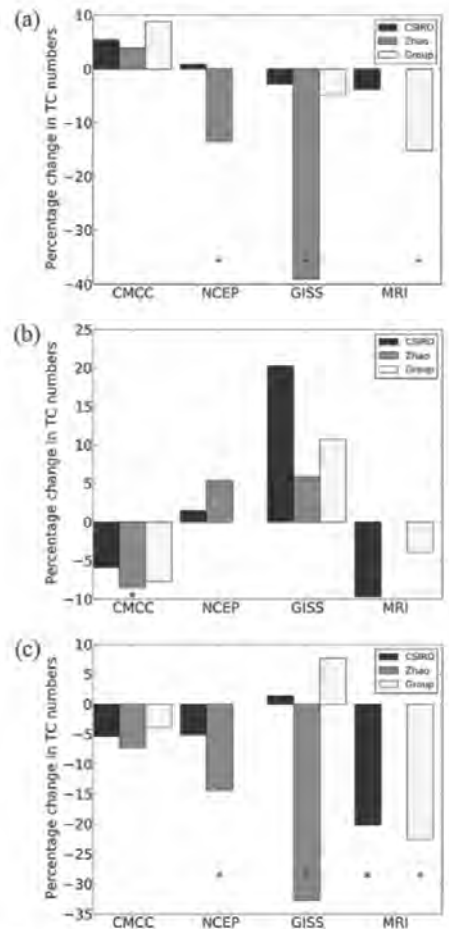 (a)
Percentage change in TC numbers
10
0
−10
−20
−30
−40
CSIRO
Zhao
Group
CMCC NCEP GISS MRI
(b)
Percentage change in TC numbers
25
20
15
10
5
0
−5
−10
CSIRO
Zhao
Group
CMCC NCEP GISS MRI
(c)
Percentage change in TC numbers
10
5
0
−5
−10
−15
−20
−25
−30
−35
CSIRO
Zhao
Group
CMCC NCEP GISS MRI